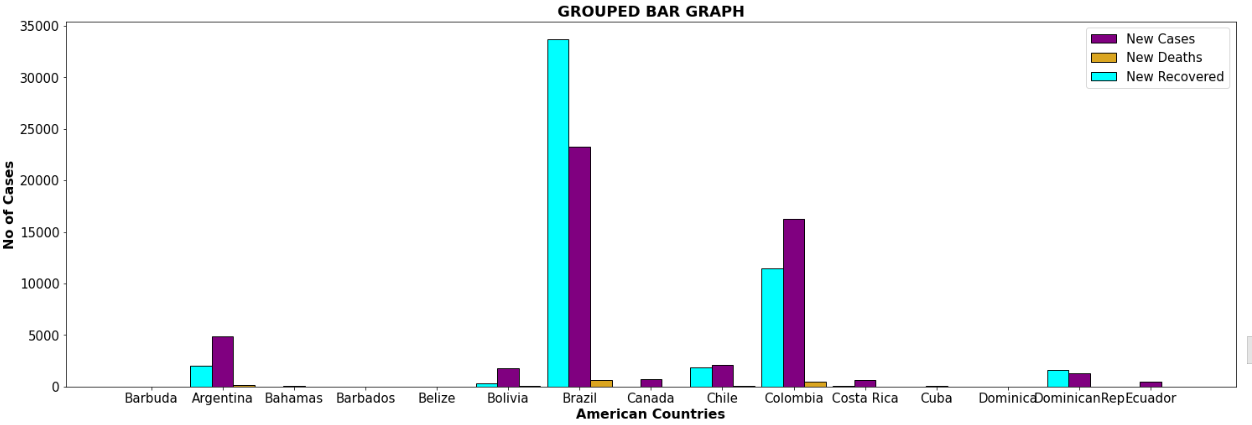 GROUPED BAR GRAPH
35000
30000
25000
20000
15000
10000
5000
0
No of Cases
New Cases
New Deaths
New Recovered
Barbuda Argentina Bahamas Barbados Belize Bolivia Brazil Canada Chile Colombia Costa Rica Cuba Dominica DominicanRep Ecuador
American Countries